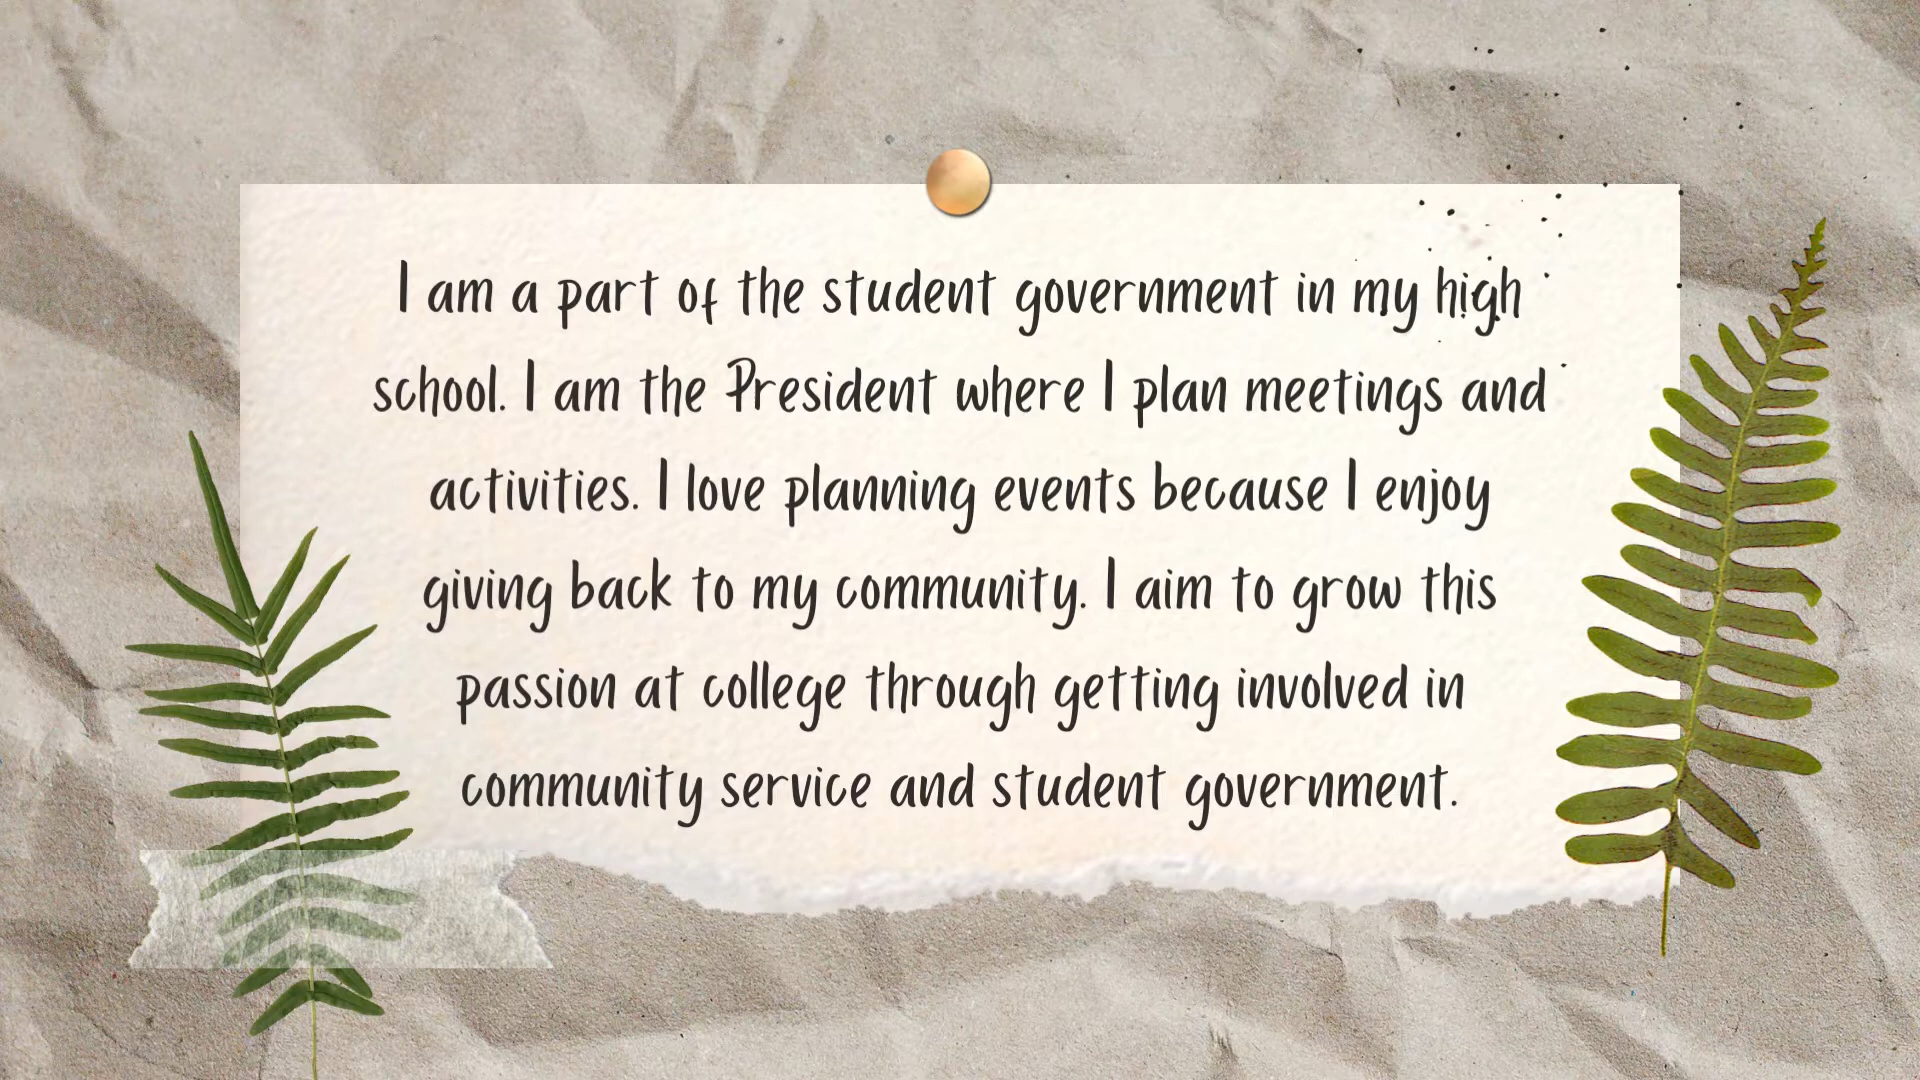 I am a part of the student government in my high
school. I am the President where I plan meetings and
activities. I love planning events because I enjoy
giving back to my community. I aim to grow this
passion at college through getting involved in
community service and student government.